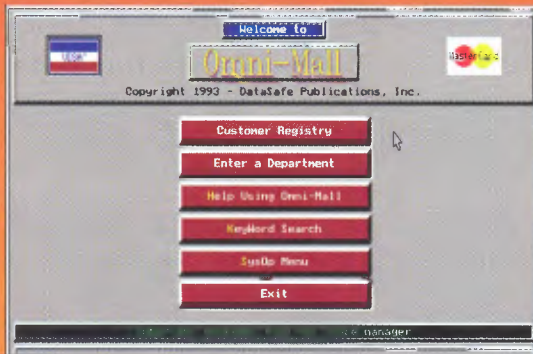 Welcome to
VISA
Omni-Mall
MasterCard
Copyright 1993 - DataSafe Publications, Inc.
Customer Registry
Enter a Department
Help Using Omni-Mall
KeyWord Search
SysOp Menu
Exit
manager